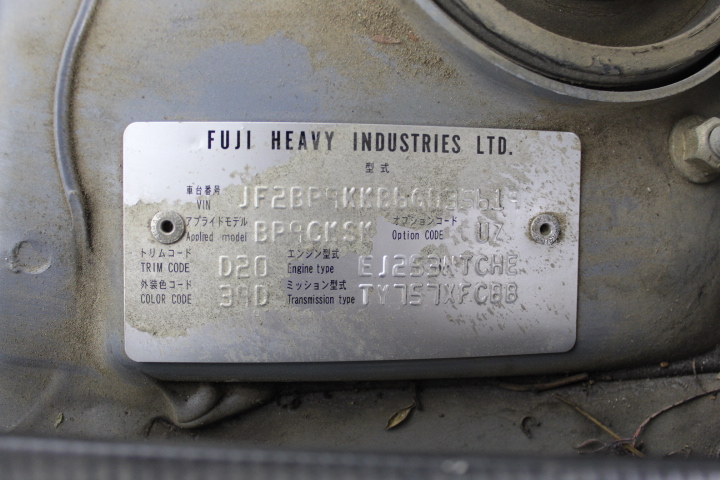 FUJI HEAVY INDUSTRIES LTD.
型式
車台番号
VIN
アプライドモデル オプションコード
Applied model BP9CKSK Option CODE UZ
トリムコード エンジン型式
TRIM CODE D20 Engine type EJ253WTCHE
外装色コード ミッション型式
COLOR CODE 39D Transmission type TY757XFCBB